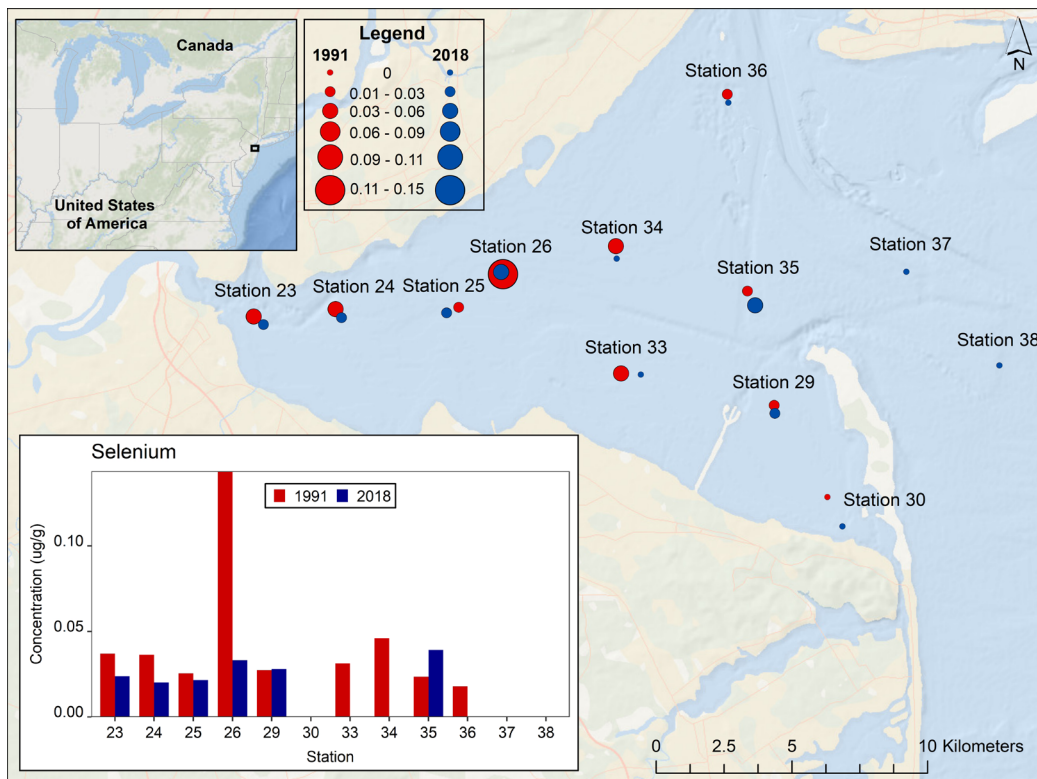 Canada
United States
of America
Legend
1991 2018
0
0.01 - 0.03
0.03 - 0.06
0.06 - 0.09
0.09 - 0.11
0.11 - 0.15
N
Station 36
Station 34
Station 37
Station 26
Station 35
Station 24
Station 25
Station 23
Station 38
Station 33
Station 29
Station 30
Selenium
1991 2018
Concentration (ug/g)
0.10
0.05
0.00
23 24 25 26 29 30 33 34 35 36 37 38
Station
0 2.5 5 10 Kilometers